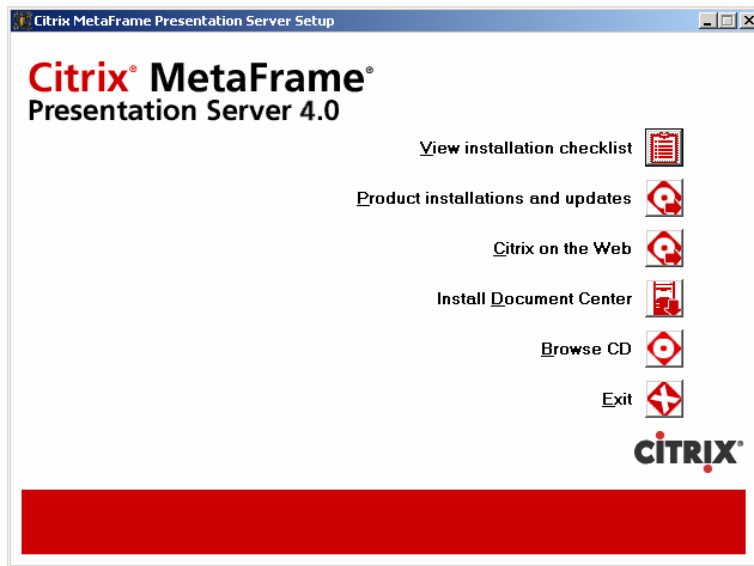 Citrix MetaFrame Presentation Server Setup
Citrix® MetaFrame®
Presentation Server 4.0
View installation checklist
Product installations and updates
Citrix on the Web
Install Document Center
Browse CD
Exit
CITRIX®